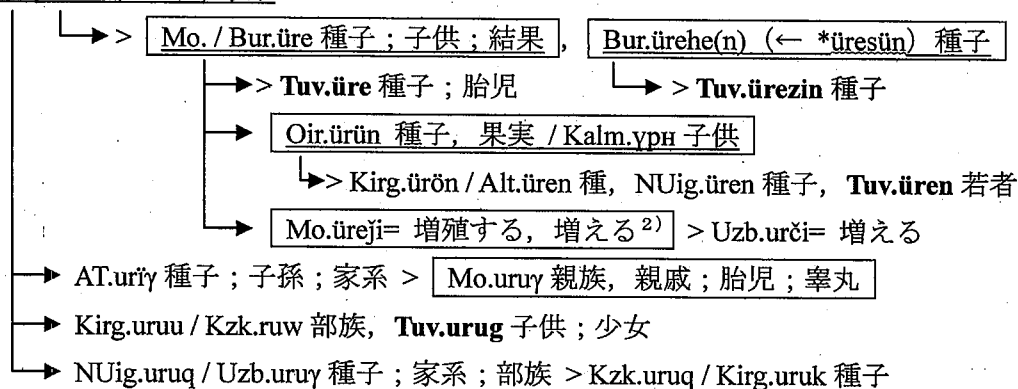 > Mo. / Bur.üre 種子；子供；結果 , Bur.ürehe(n) (← *üresün) 種子
> Tuv.üre 種子；胎児 > Tuv.ürezin 種子
Oir.ürün 種子，果実 / Kalm.үрн 子供
> Kirg.ürön / Alt.üren 種，NUig.üren 種子，Tuv.üren 若者
Mo.üreǰi= 増殖する，増える²⁾ > Uzb.urči= 増える
AT.urïγ 種子；子孫；家系 > Mo.uruγ 親族，親戚；胎児；睾丸
Kirg.uruu / Kzk.ruw 部族，Tuv.urug 子供；少女
NUig.uruq / Uzb.uruγ 種子；家系；部族 > Kzk.uruq / Kirg.uruk 種子